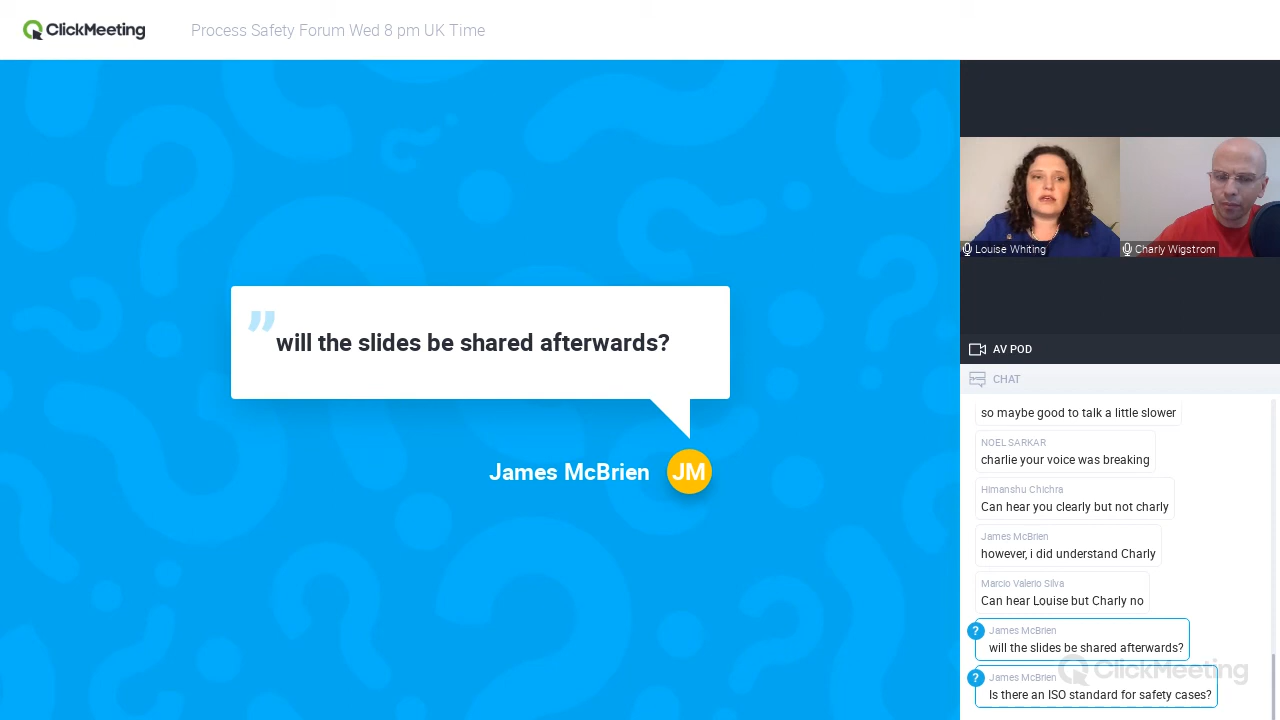 ClickMeeting
Process Safety Forum Wed 8 pm UK Time
will the slides be shared afterwards?
James McBrien
JM
Louise Whiting
Charly Wigstrom
AV POD
CHAT
so maybe good to talk a little slower
NOEL SARKAR
charlie your voice was breaking
Himanshu Chichra
Can hear you clearly but not charly
James McBrien
however, i did understand Charly
Marcio Valerio Silva
Can hear Louise but Charly no
?
James McBrien
will the slides be shared afterwards?
ClickMeeting
?
James McBrien
Is there an ISO standard for safety cases?